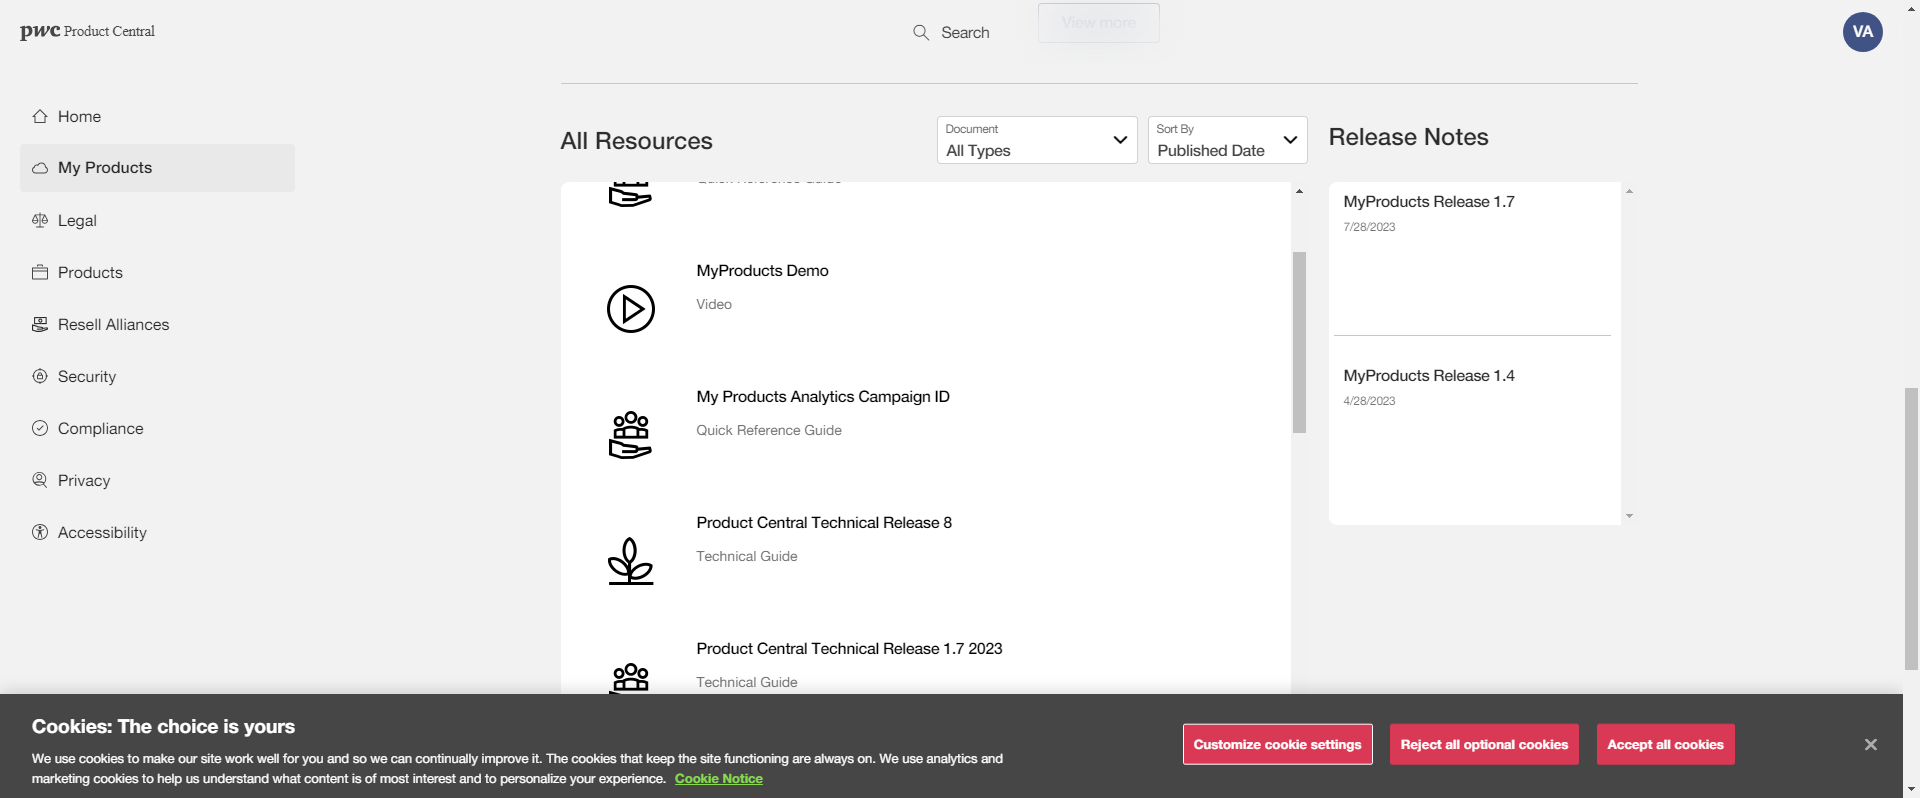 pwc Product Central
Search
View more
VA
Home
My Products
Legal
Products
Resell Alliances
Security
Compliance
Privacy
Accessibility
All Resources
Document
All Types
Sort By
Published Date
Quick Reference Guide
MyProducts Demo
Video
My Products Analytics Campaign ID
Quick Reference Guide
Product Central Technical Release 8
Technical Guide
Product Central Technical Release 1.7 2023
Technical Guide
Release Notes
MyProducts Release 1.7
7/28/2023
MyProducts Release 1.4
4/28/2023
Cookies: The choice is yours
We use cookies to make our site work well for you and so we can continually improve it. The cookies that keep the site functioning are always on. We use analytics and
marketing cookies to help us understand what content is of most interest and to personalize your experience. Cookie Notice
Customize cookie settings
Reject all optional cookies
Accept all cookies